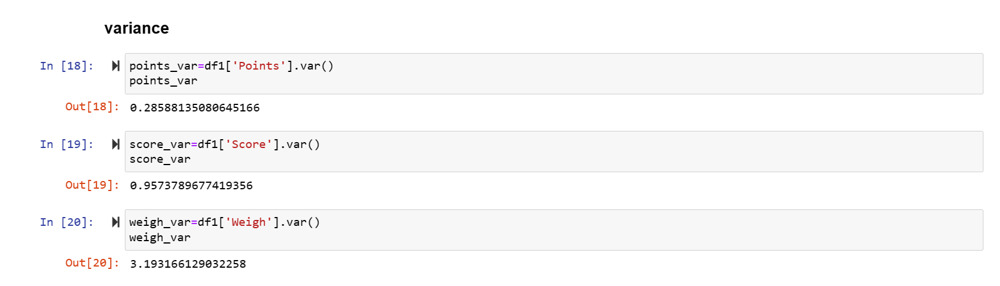 variance
In [18]:
points_var=df1['Points'].var()
points_var
Out[18]:
0.28588135080645166
In [19]:
score_var=df1['Score'].var()
score_var
Out[19]:
0.9573789677419356
In [20]:
weigh_var=df1['Weigh'].var()
weigh_var
Out[20]:
3.193166129032258